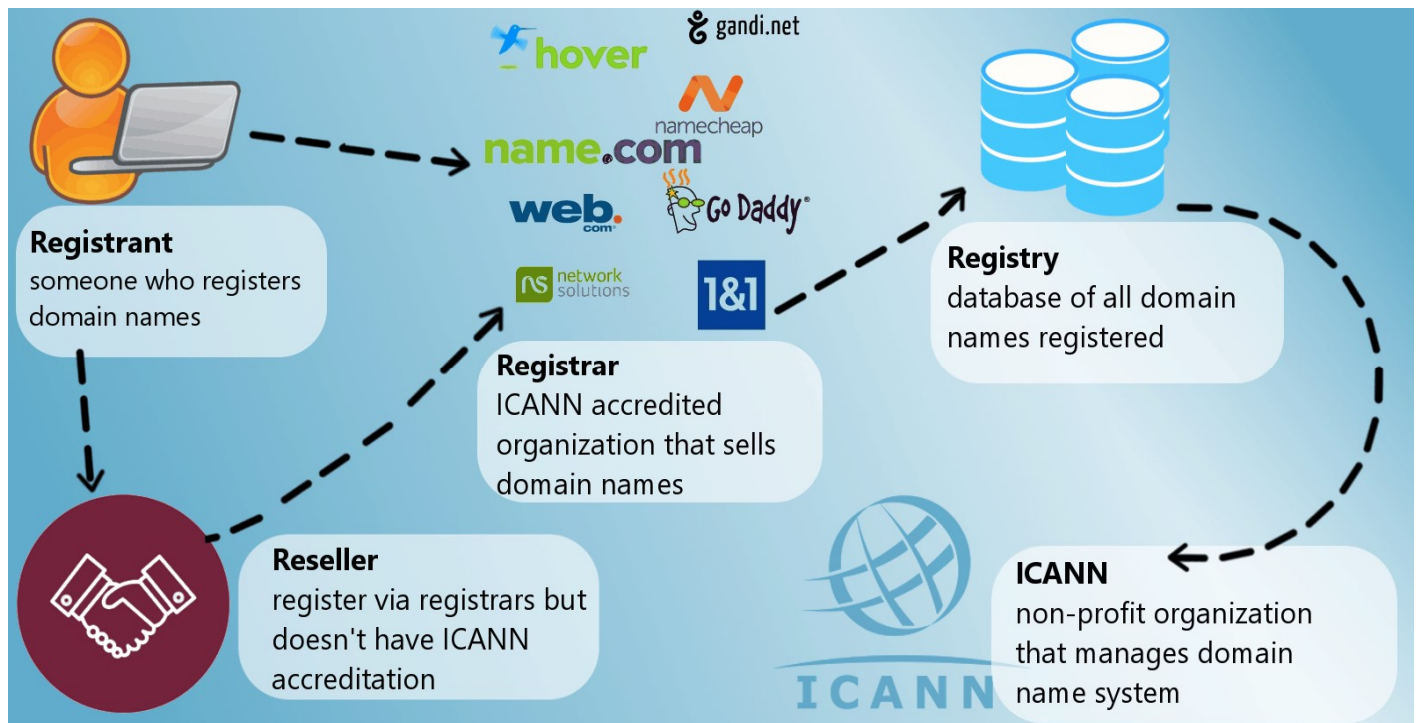 hover
gandi.net
namecheap
name.com
web.
com®
Go Daddy®
ns network
solutions
1&1
Registrant
someone who registers
domain names
Registrar
ICANN accredited
organization that sells
domain names
Registry
database of all domain
names registered
Reseller
register via registrars but
doesn't have ICANN
accreditation
ICANN
ICANN
non-profit organization
that manages domain
name system